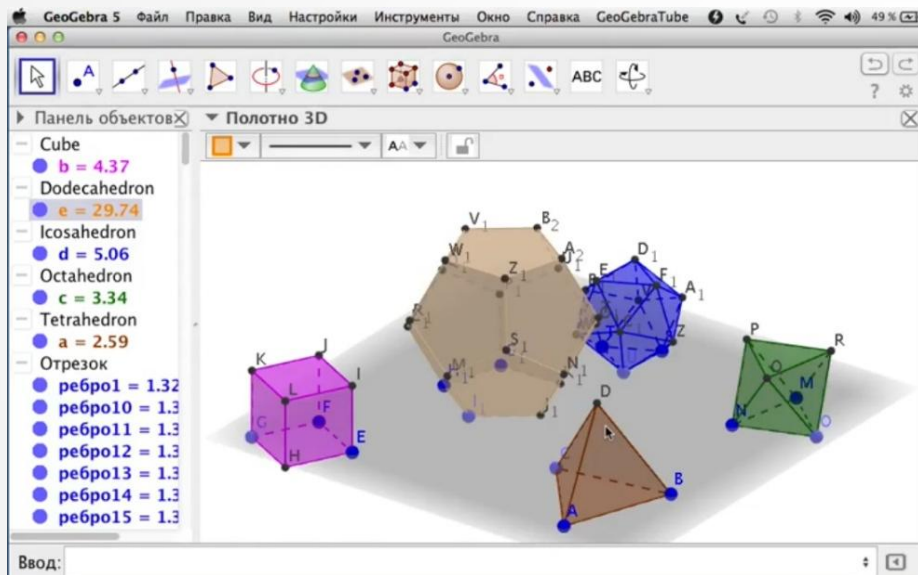 GeoGebra 5 Файл Правка Вид Настройки Инструменты Окно Справка GeoGebraTube 49 %
GeoGebra
A
ABC
?
Панель объектов
Полотно 3D
AA
Cube
b = 4.37
Dodecahedron
e = 29.74
Icosahedron
d = 5.06
Octahedron
c = 3.34
Tetrahedron
a = 2.59
Отрезок
ребро1 = 1.32
ребро10 = 1.3
ребро11 = 1.3
ребро12 = 1.3
ребро13 = 1.3
ребро14 = 1.3
ребро15 = 1.3
V₁ B₂
W₁ A₂ D₁
Z₁ F₁ A₁
S₁ Z
M₁ N₁
J₁
K J
L I
G F E
H
D
A B
P R
Q M
N O
Ввод: